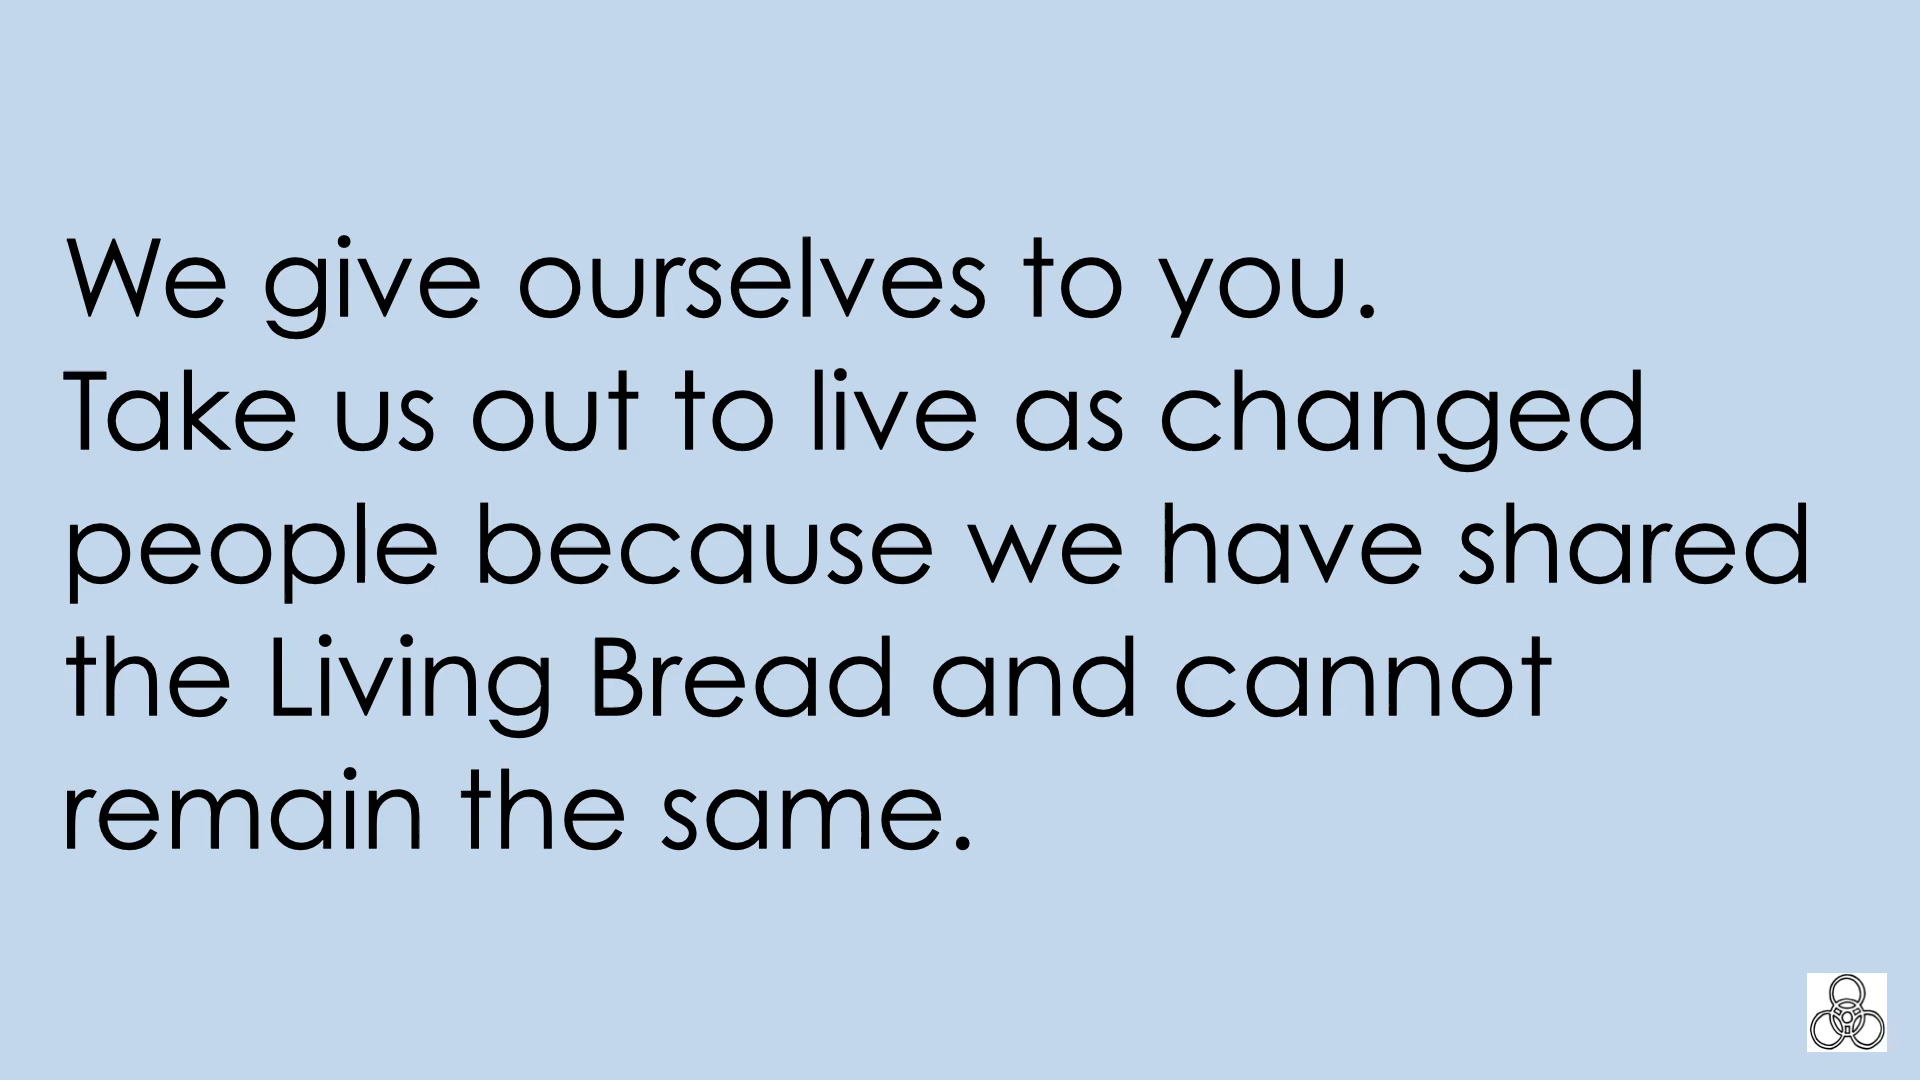 We give ourselves to you.
Take us out to live as changed
people because we have shared
the Living Bread and cannot
remain the same.